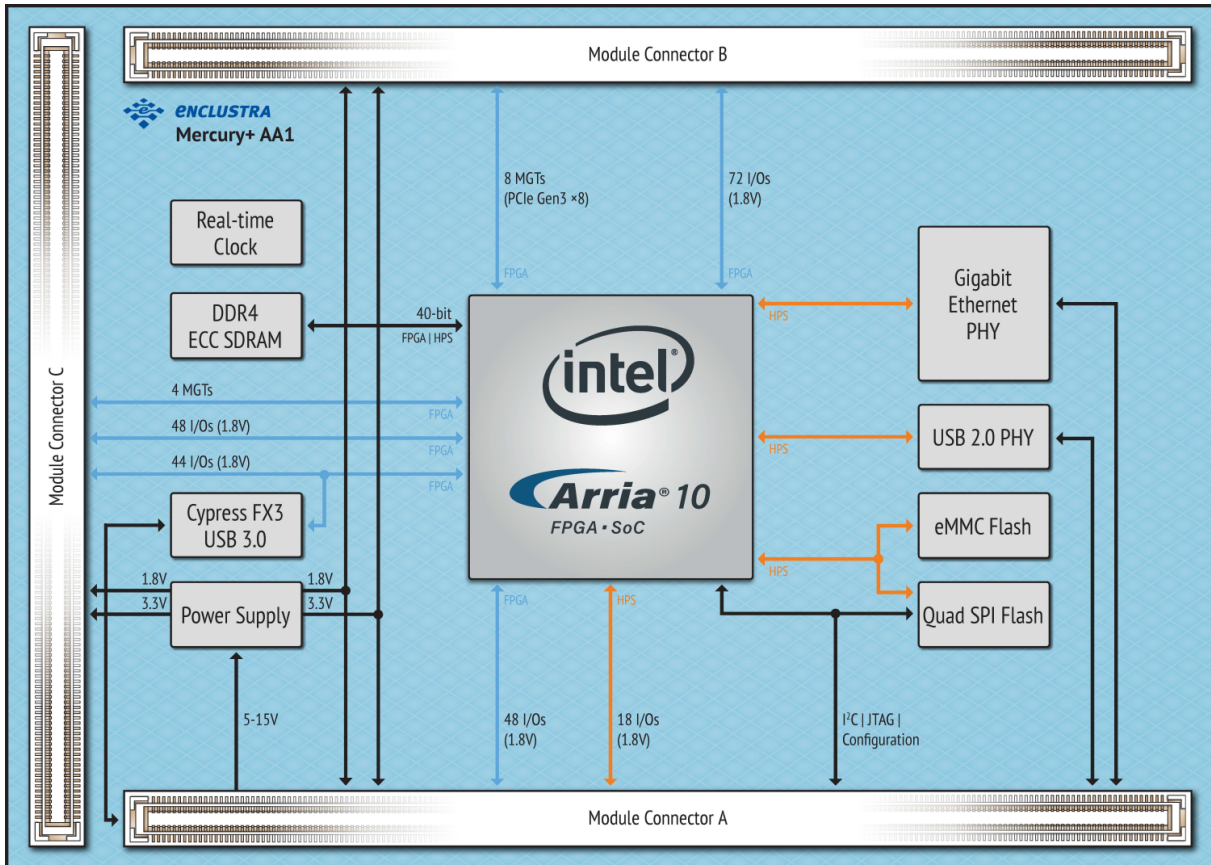 Module Connector B
ENCLUSTRA
Mercury+ AA1
8 MGTs
(PCIe Gen3 ×8)
72 I/Os
(1.8V)
Real-time
Clock
FPGA
FPGA
Gigabit
Ethernet
PHY
DDR4
ECC SDRAM
40-bit
FPGA | HPS
HPS
intel®
Module Connector C
4 MGTs
FPGA
48 I/Os (1.8V)
FPGA
HPS
USB 2.0 PHY
44 I/Os (1.8V)
FPGA
Arria® 10
FPGA • SoC
Cypress FX3
USB 3.0
eMMC Flash
HPS
1.8V
1.8V
3.3V
3.3V
Power Supply
FPGA
HPS
Quad SPI Flash
5-15V
48 I/Os
(1.8V)
18 I/Os
(1.8V)
I²C | JTAG |
Configuration
Module Connector A